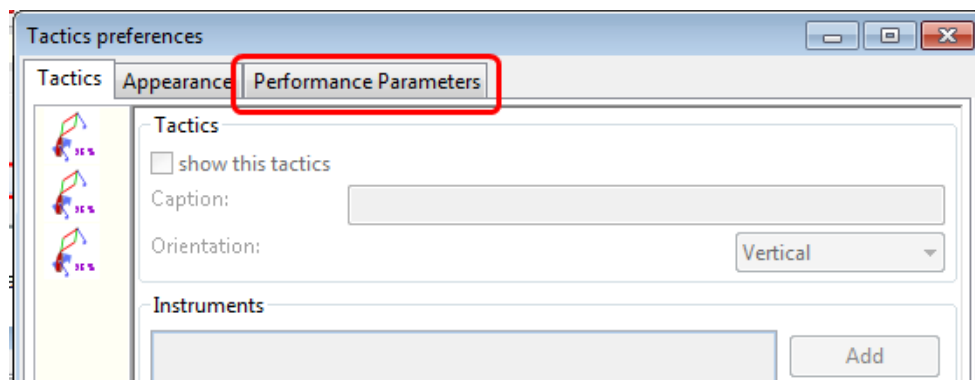 Tactics preferences
Tactics Appearance Performance Parameters
Tactics
show this tactics
Caption:
Orientation: Vertical
Instruments
Add